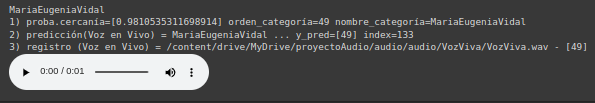 MariaEugeniaVidal
1) proba.cercanía=[0.9810535311698914] orden_categoría=49 nombre_categoría=MariaEugeniaVidal
2) predicción(Voz en Vivo) = MariaEugeniaVidal ... y_pred=[49] index=133
3) registro (Voz en Vivo) = /content/drive/MyDrive/proyectoAudio/audio/audio/VozViva/VozViva.wav - [49]
0:00 / 0:01